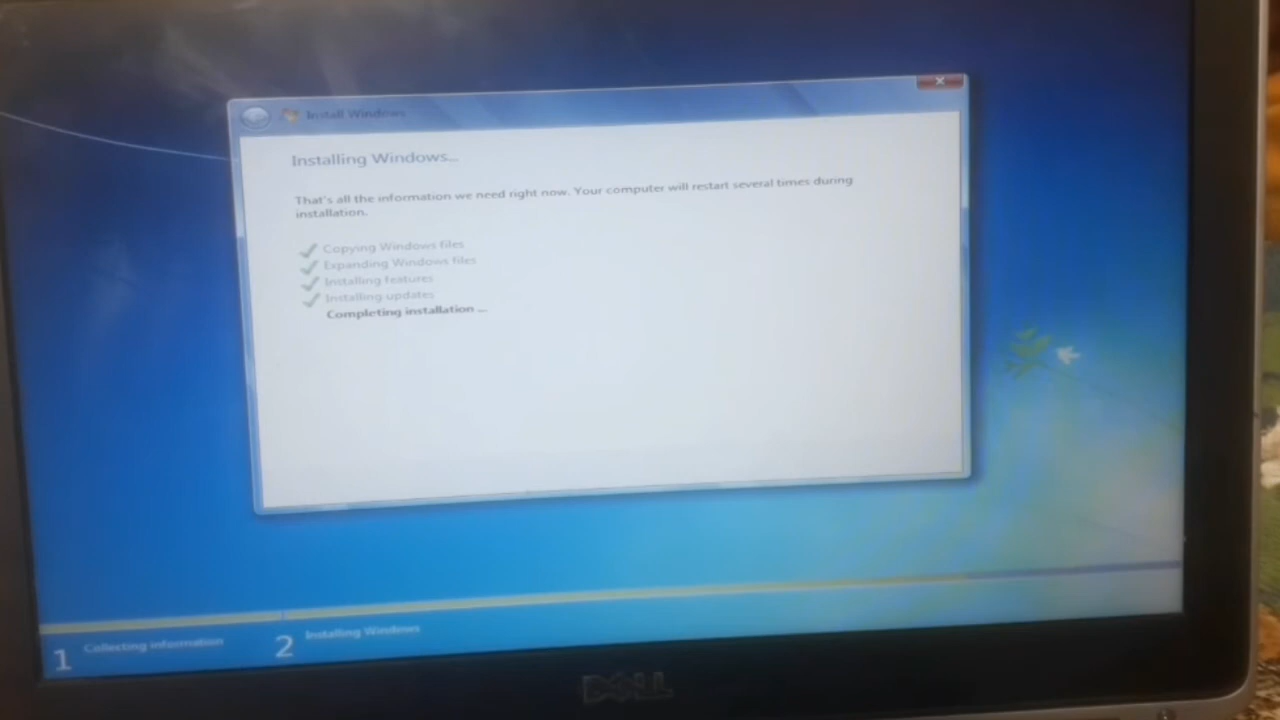 Install Windows
Installing Windows...
That's all the information we need right now. Your computer will restart several times during
installation.
Copying Windows files
Expanding Windows files
Installing features
Installing updates
Completing installation ...
1 Collecting information
2 Installing Windows
DELL